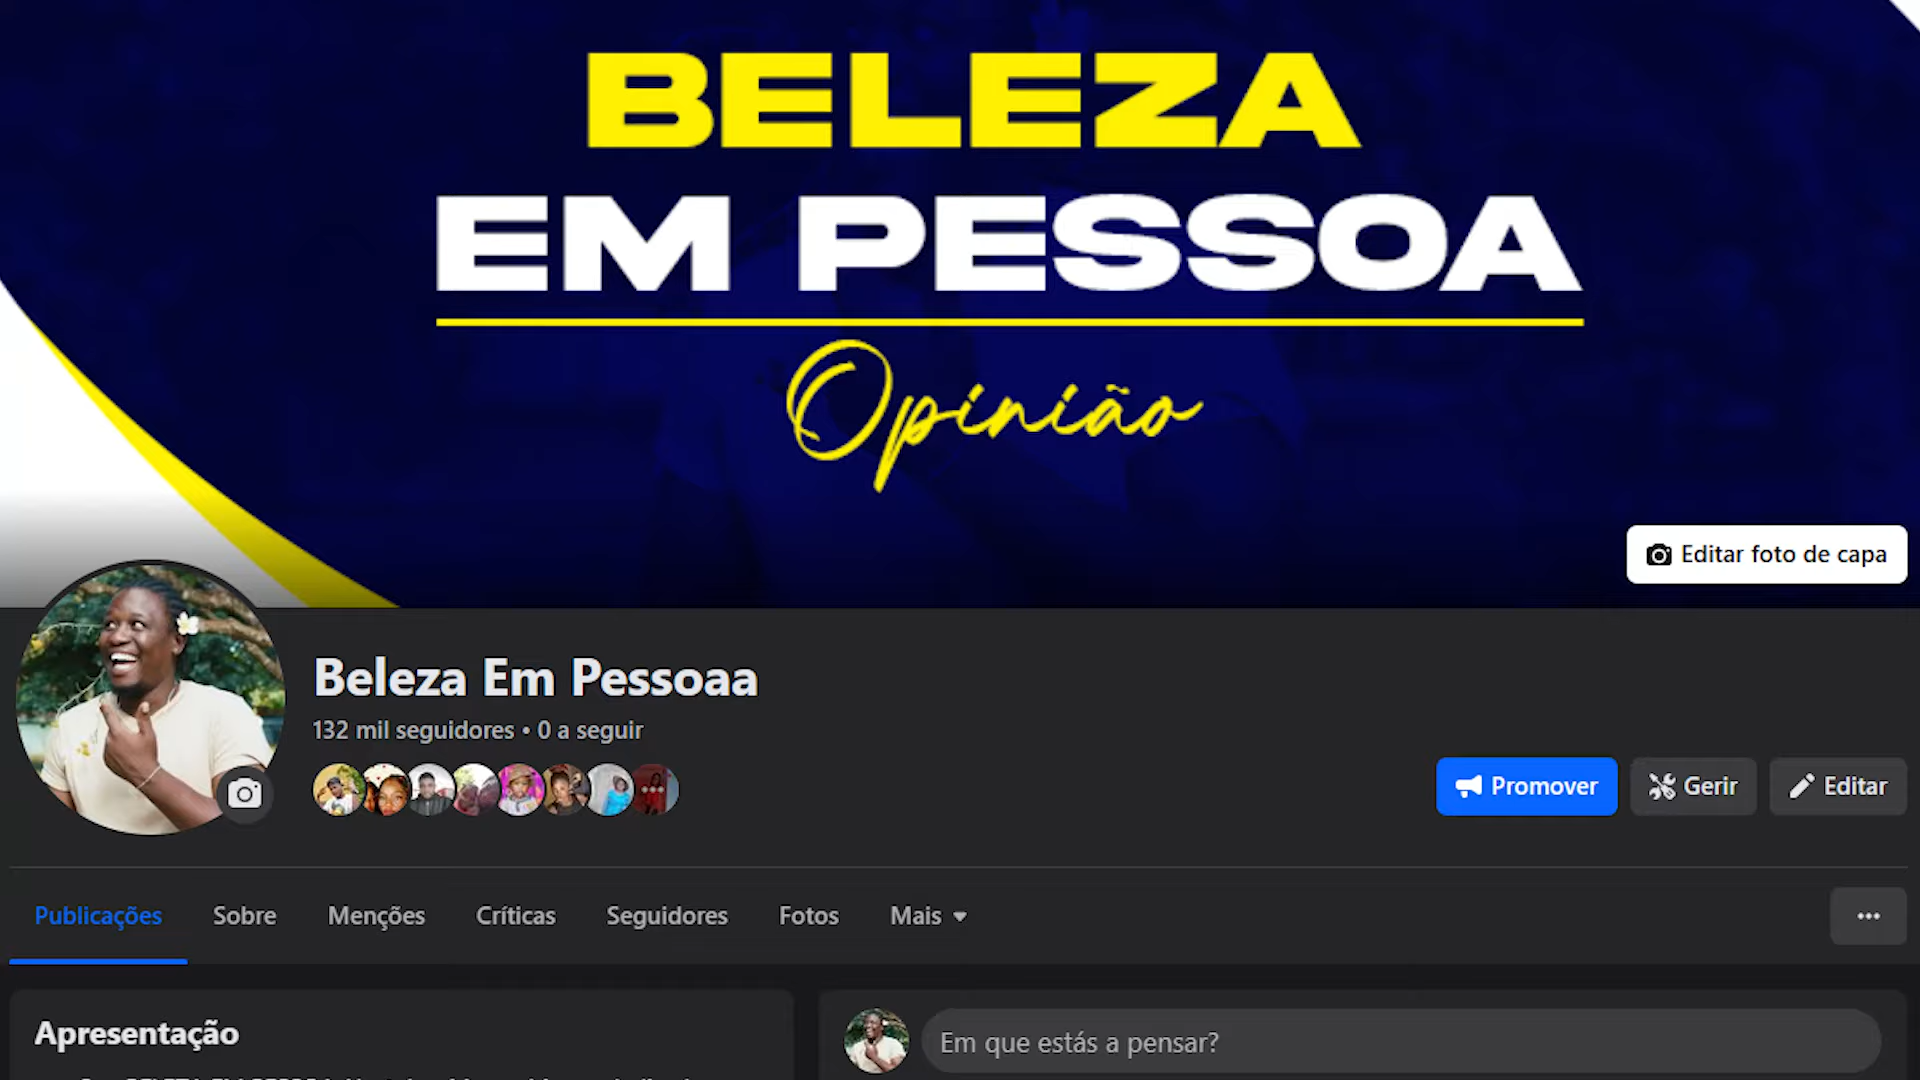 BELEZA
EM PESSOA
Opinião
Editar foto de capa
Beleza Em Pessoaa
132 mil seguidores • 0 a seguir
Promover
Gerir
Editar
Publicações
Sobre
Menções
Críticas
Seguidores
Fotos
Mais
Apresentação
Em que estás a pensar?